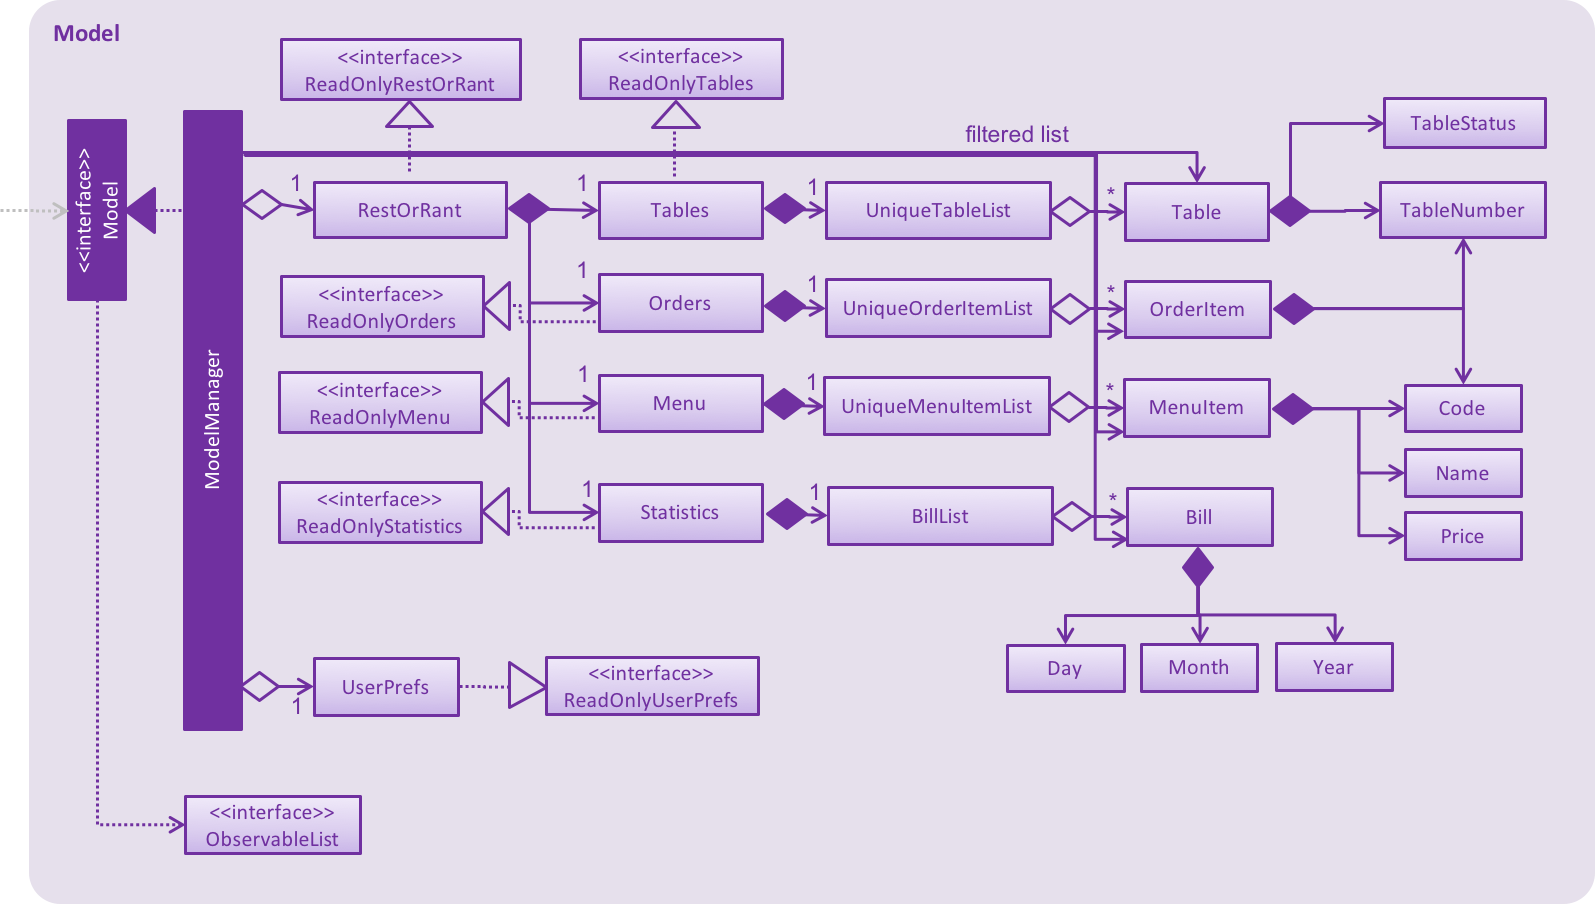 Model
<<interface>>
ReadOnlyRestOrRant
<<interface>>
ReadOnlyTables
filtered list
TableStatus
<<interface>>
Model
ModelManager
1
RestOrRant
1
Tables
1
UniqueTableList
*
Table
TableNumber
<<interface>>
ReadOnlyOrders
1
Orders
1
UniqueOrderItemList
*
OrderItem
<<interface>>
ReadOnlyMenu
1
Menu
1
UniqueMenuItemList
*
MenuItem
Code
Name
Price
<<interface>>
ReadOnlyStatistics
1
Statistics
1
BillList
*
Bill
Day
Month
Year
1
UserPrefs
<<interface>>
ReadOnlyUserPrefs
<<interface>>
ObservableList